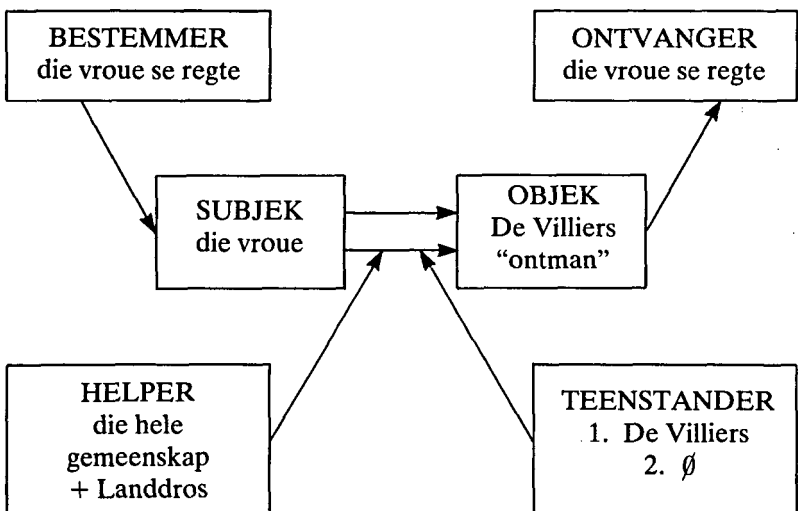 BESTEMMER
die vroue se regte
ONTVANGER
die vroue se regte
SUBJEK
die vroue
OBJEK
De Villiers
“ontman”
HELPER
die hele
gemeenskap
+ Landdros
TEENSTANDER
1. De Villiers
2. ∅